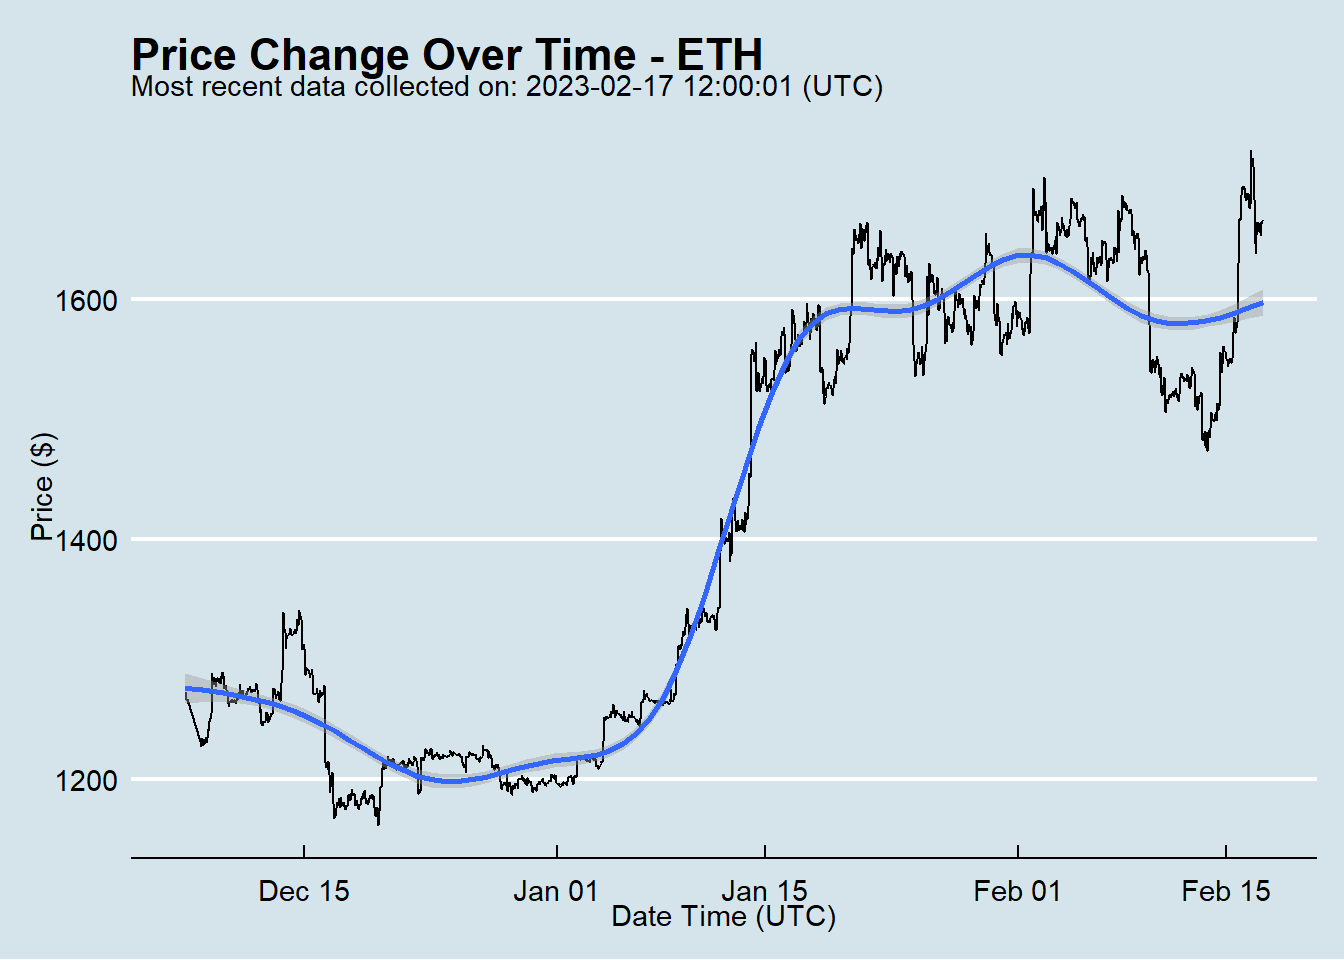 Price Change Over Time - ETH
Most recent data collected on: 2023-02-17 12:00:01 (UTC)
Price ($)
1600
1400
1200
Dec 15
Jan 01
Jan 15
Feb 01
Feb 15
Date Time (UTC)